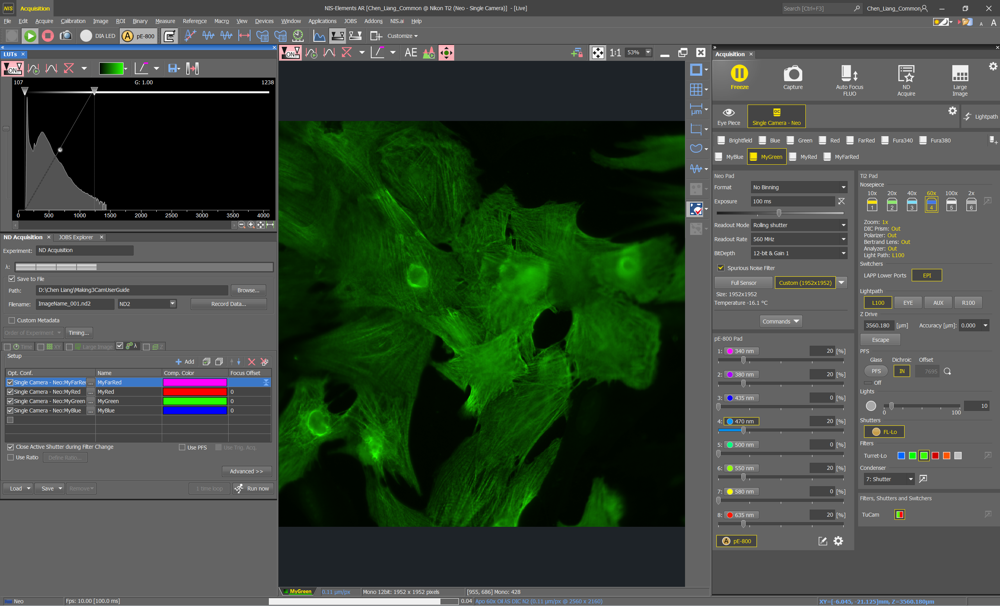 NIS Acquisition NIS-Elements AR [Chen_Liang_Common @ Nikon Ti2 (Neo - Single Camera)] - [Live] Search [Ctrl+F3] Chen_Liang_Common
File Edit Acquire Calibration Image ROI Binary Measure Reference Macro View Devices Window Applications JOBS Addons NIS.ai Help A A
DIA LED A pE-800 Customize
LUTs
ON
107 G: 1.00 1238
0 500 1000 1500 2000 2500 3000 3500 4000
ND Acquisition JOBS Explorer
Experiment: ND Acquisition
λ:
Save to File
Path: D:\Chen Liang\Making3CamUserGuide Browse...
Filename: ImageName_001.nd2 ND2 Record Data...
Custom Metadata
Order of Experiment Timing...
Time XY Large Image λ Z
Setup
Add
Opt. Conf. Name Comp. Color Focus Offset
Single Camera - Neo:MyFarRed ... MyFarRed
Single Camera - Neo:MyRed ... MyRed 0
Single Camera - Neo:MyGreen ... MyGreen 0
Single Camera - Neo:MyBlue ... MyBlue 0
Close Active Shutter during Filter Change Use PFS Use Trig. Acq.
Use Ratio Define Ratio...
Advanced >>
Load Save Remove 1 time loop Run now
ON AE 1:1 53%
µm
MyGreen 0.11 µm/px Mono 12bit: 1952 x 1952 pixels [955, 686] Mono: 428
Acquisition
Freeze Capture Auto Focus FLUO ND Acquire Large Image
Eye Piece OC Single Camera - Neo Lightpath
Brightfield Blue Green Red FarRed Fura340 Fura380
MyBlue MyGreen MyRed MyFarRed
Neo Pad
Format No Binning
Exposure 100 ms
Readout Mode Rolling shutter
Readout Rate 560 MHz
BitDepth 12-bit & Gain 1
Spurious Noise Filter
Full Sensor Custom (1952x1952)
Size: 1952x1952
Temperature -16.1 °C
Commands
pE-800 Pad
1: 340 nm 20 [%]
2: 380 nm 20 [%]
3: 435 nm 0 [%]
4: 470 nm 20 [%]
5: 500 nm 0 [%]
6: 550 nm 20 [%]
7: 580 nm 0 [%]
8: 635 nm 20 [%]
A pE-800
Ti2 Pad
Nosepiece
10x 20x 40x 60x 100x 2x
1 2 3 4 5 6
Zoom: 1x
DIC Prism: Out
Polarizer: Out
Bertrand Lens: Out
Analyzer: Out
Light Path: L100
Switchers
LAPP Lower Ports EPI
Lightpath
L100 EYE AUX R100
Z Drive
3560.180 [µm] Accuracy [µm]: 0.000
Escape
PFS
Glass Dichroic Offset
PFS IN 7695
Off
Lights
10
0 100
Shutters
FL-Lo
Filters
Turret-Lo
Condenser
7: Shutter
Filters, Shutters and Switchers
TuCam
Neo Fps: 10.00 [100.0 ms] 0.04 Apo 60x Oil λS DIC N2 (0.11 µm/px @ 2560 x 2160) XY=[-6.045, -21.125]mm, Z=3560.180µm